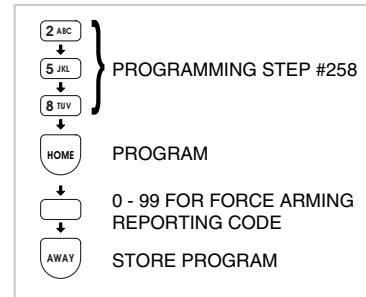 2 ABC
5 JKL
PROGRAMMING STEP #258
8 TUV
HOME
PROGRAM
0 - 99 FOR FORCE ARMING
REPORTING CODE
AWAY
STORE PROGRAM